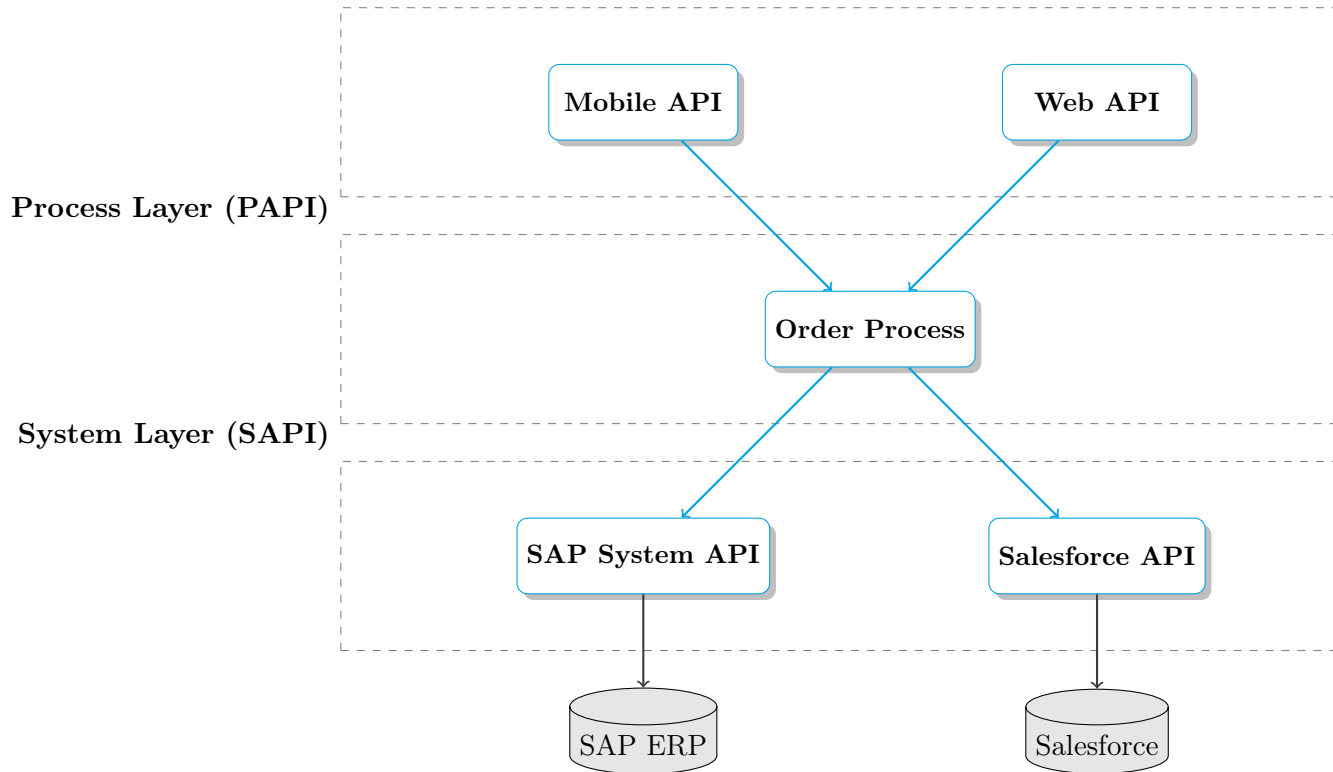 Mobile API
Web API
Process Layer (PAPI)
Order Process
System Layer (SAPI)
SAP System API
Salesforce API
SAP ERP
Salesforce